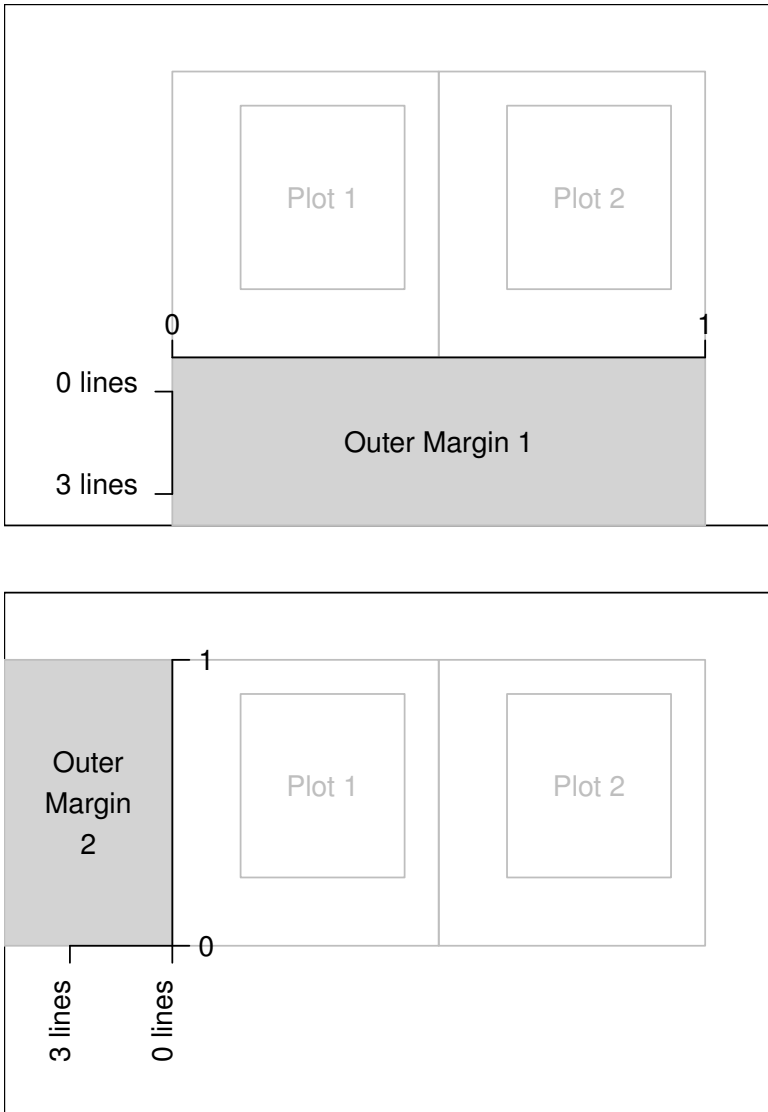 Plot 1
Plot 2
0
1
0 lines
Outer Margin 1
3 lines
1
Outer
Margin
2
Plot 1
Plot 2
0
3 lines
0 lines